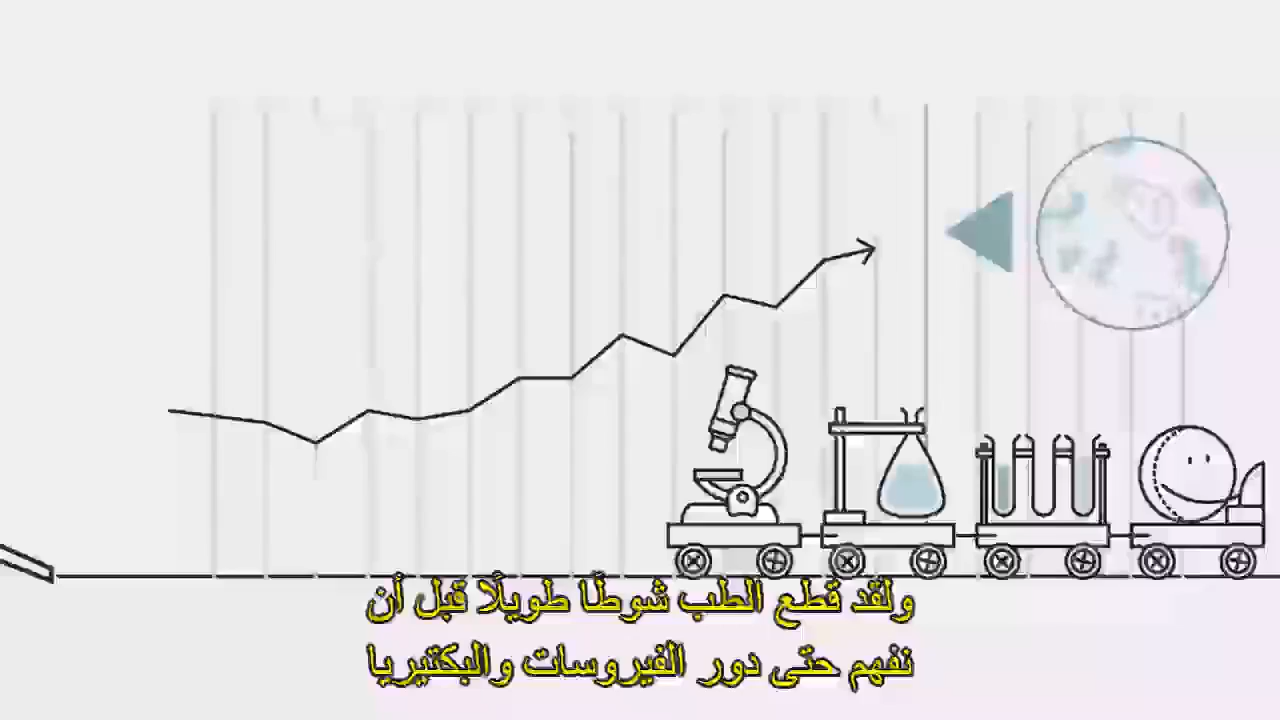 ولقد قطع الطب شوطًا طويلًا قبل أن
نفهم حتى دور الفيروسات والبكتيريا